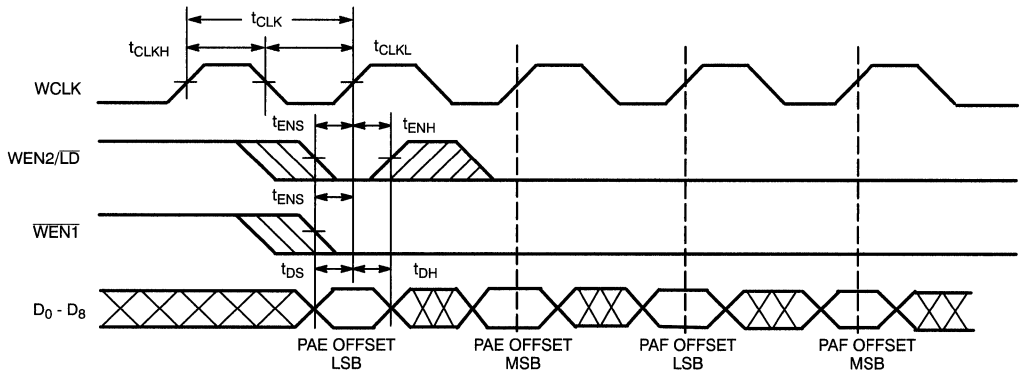 tCLK
tCLKH
tCLKL
WCLK
tENS
tENH
WEN2/LD
tENS
WEN1
tDS
tDH
D0 - D8
PAE OFFSET
LSB
PAE OFFSET
MSB
PAF OFFSET
LSB
PAF OFFSET
MSB